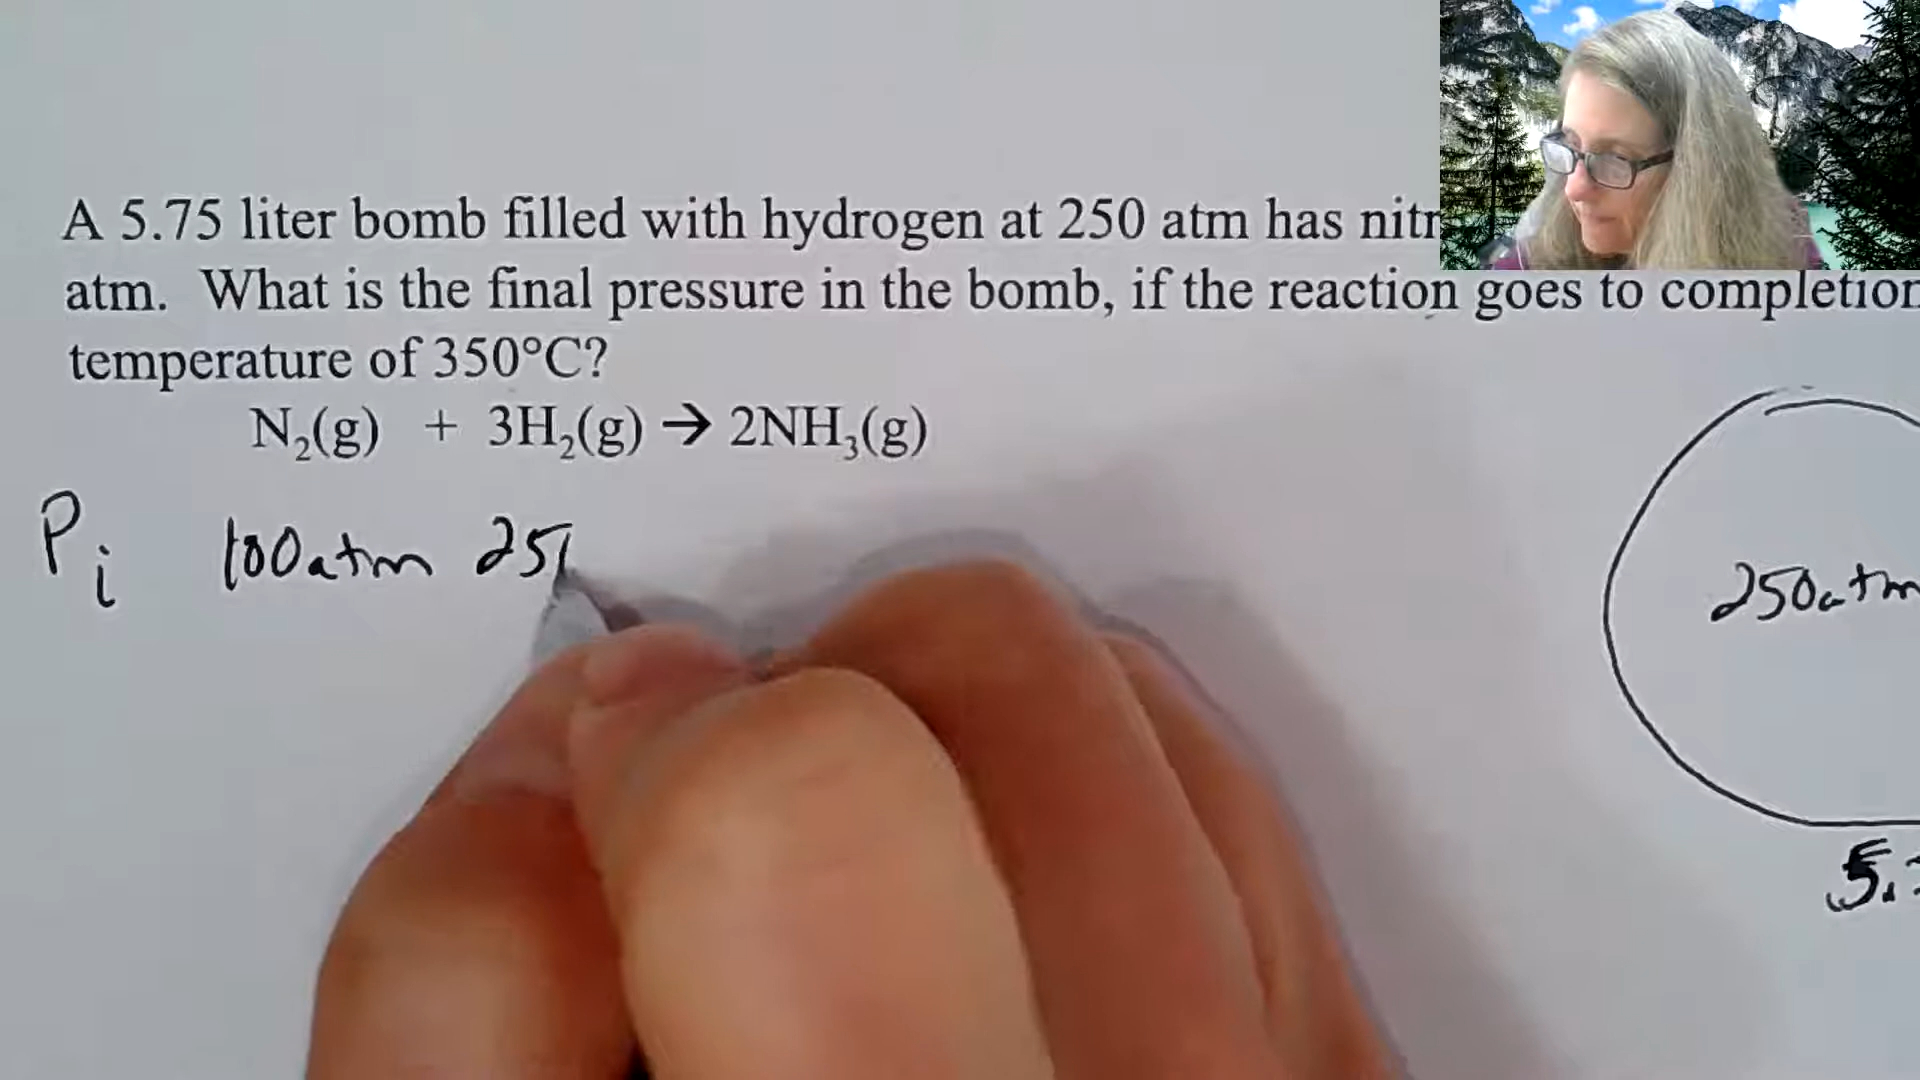 A 5.75 liter bomb filled with hydrogen at 250 atm has nitr
atm. What is the final pressure in the bomb, if the reaction goes to completion
temperature of 350°C?
N₂(g) + 3H₂(g) → 2NH₃(g)
Pi 100atm 25
250atm
5.